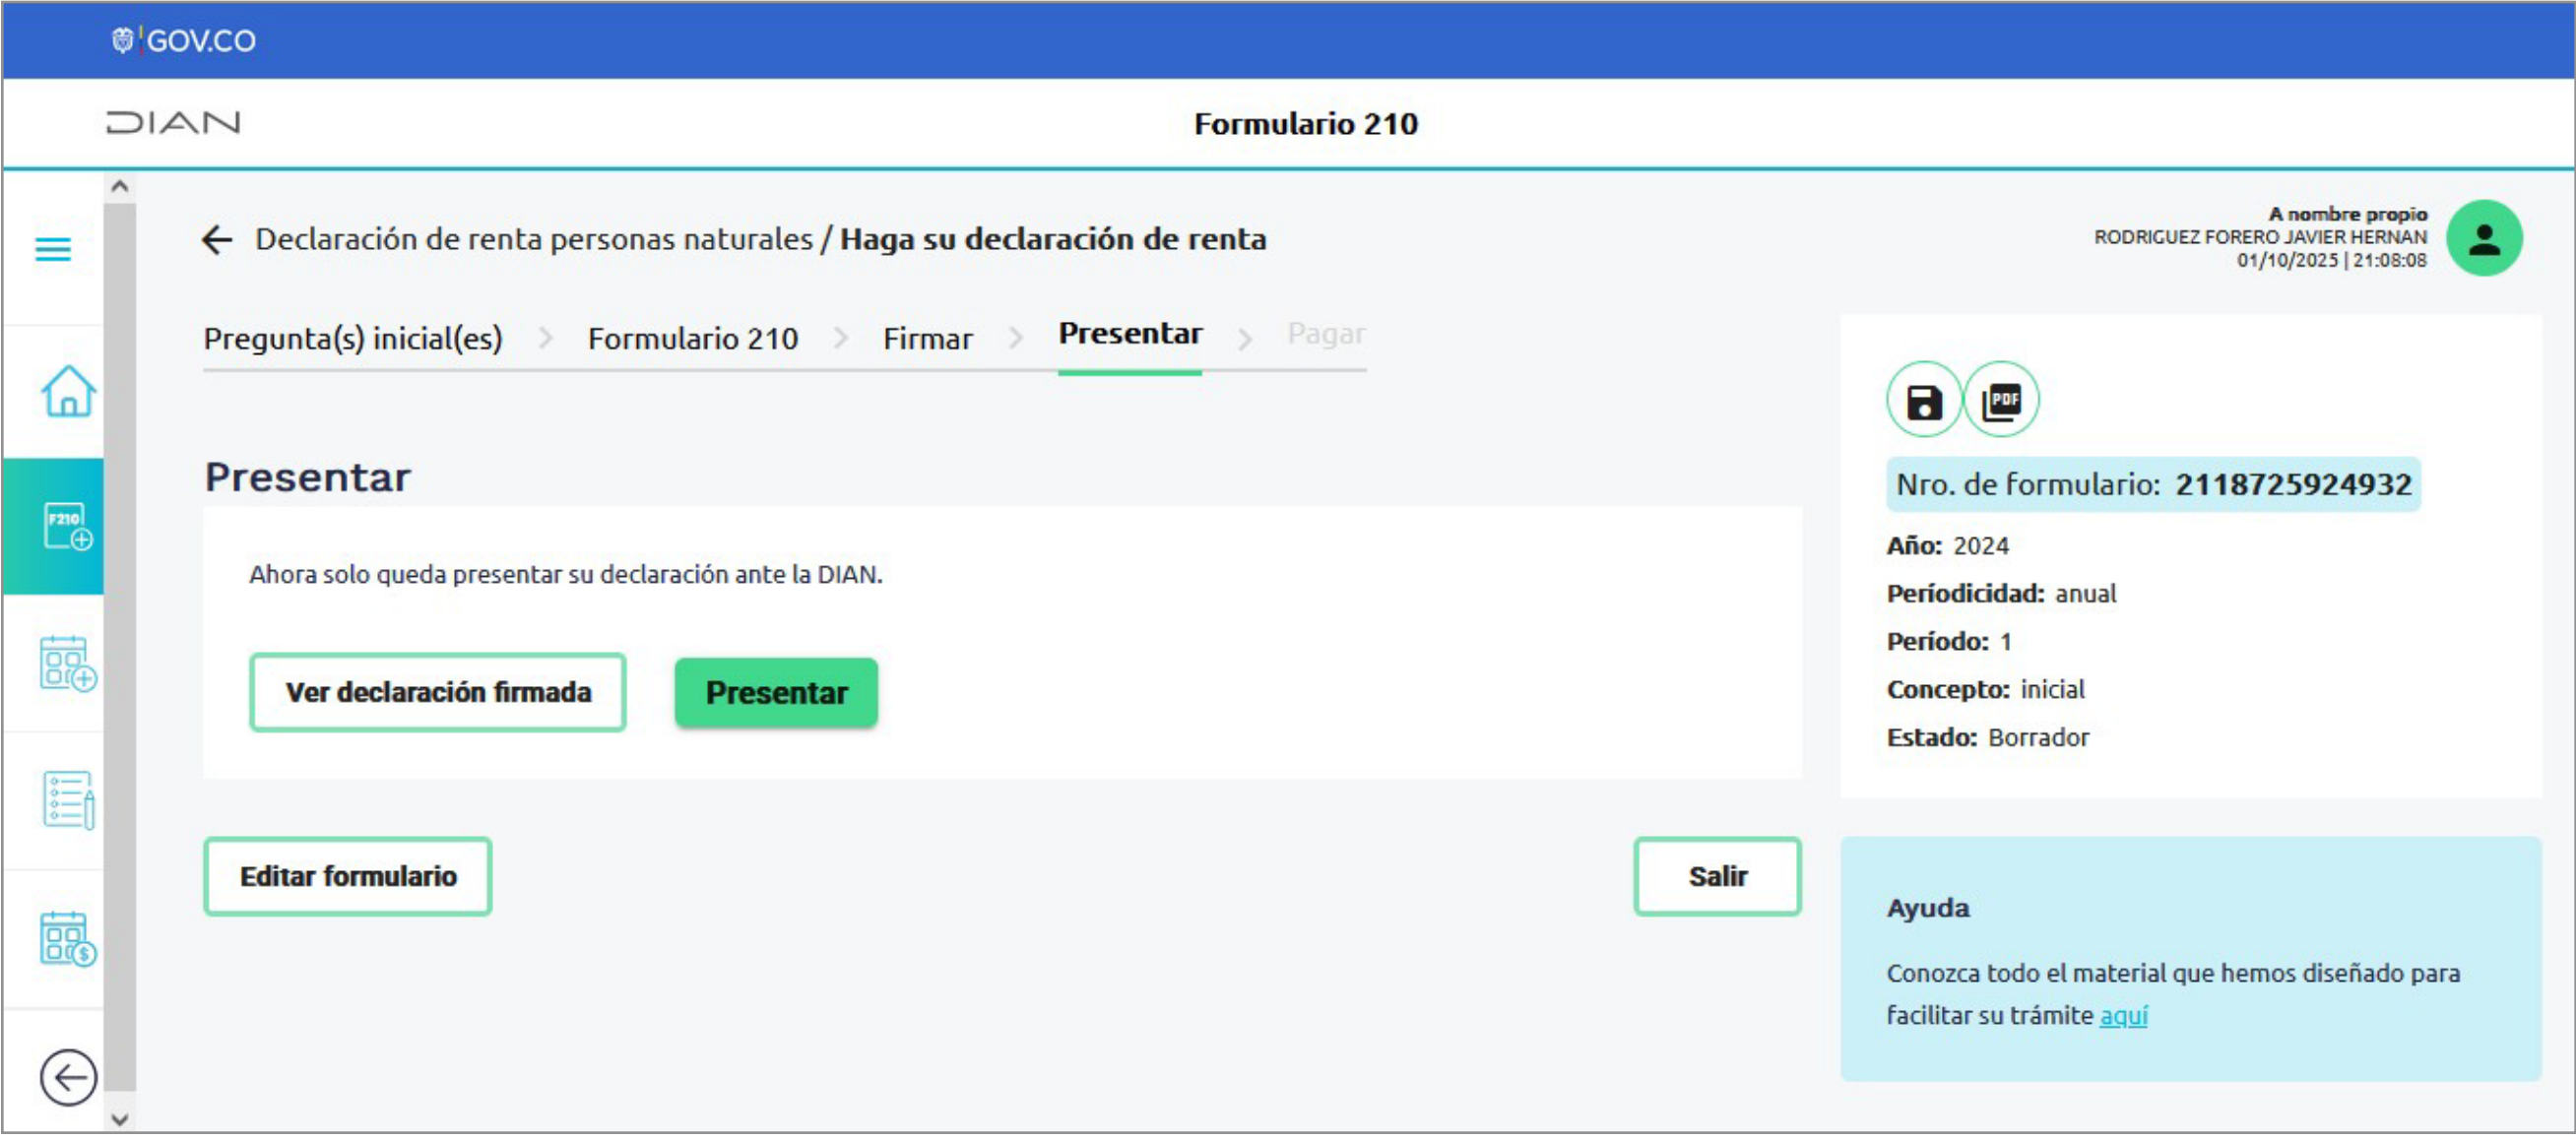 GOV.CO
DIAN
Formulario 210
← Declaración de renta personas naturales / Haga su declaración de renta
A nombre propio
RODRIGUEZ FORERO JAVIER HERNAN
01/10/2025 | 21:08:08
Pregunta(s) inicial(es) > Formulario 210 > Firmar > Presentar > Pagar
Presentar
Ahora solo queda presentar su declaración ante la DIAN.
Ver declaración firmada
Presentar
Editar formulario
Salir
F210
PDF
Nro. de formulario: 2118725924932
Año: 2024
Períodicidad: anual
Período: 1
Concepto: inicial
Estado: Borrador
Ayuda
Conozca todo el material que hemos diseñado para
facilitar su trámite aquí